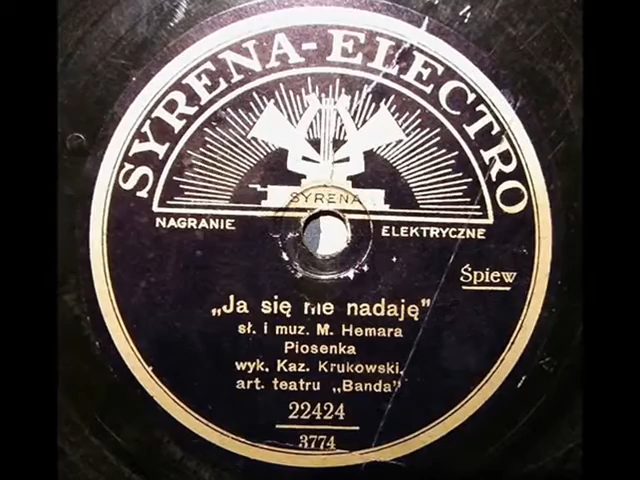 SYRENA-ELECTRO
SYRENA
NAGRANIE
ELEKTRYCZNE
Śpiew
„Ja się nie nadaję”
sł. i muz. M. Hemara
Piosenka
wyk. Kaz. Krukowski.
art. teatru „Banda”
22424
3774